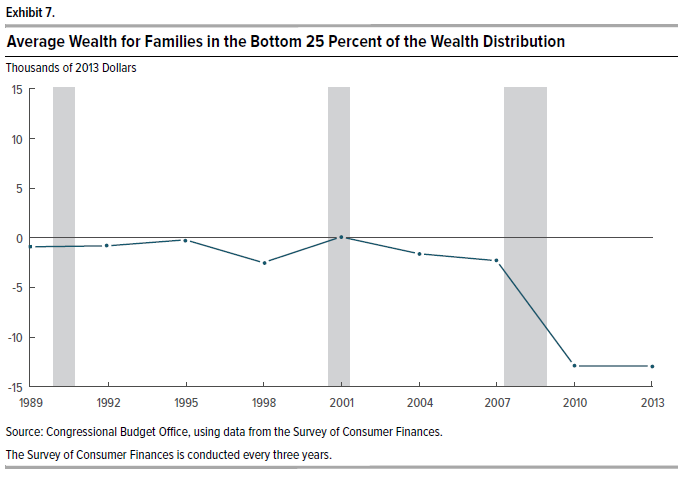 Exhibit 7.
Average Wealth for Families in the Bottom 25 Percent of the Wealth Distribution
Thousands of 2013 Dollars
15
10
5
0
-5
-10
-15
1989 1992 1995 1998 2001 2004 2007 2010 2013
Source: Congressional Budget Office, using data from the Survey of Consumer Finances.
The Survey of Consumer Finances is conducted every three years.